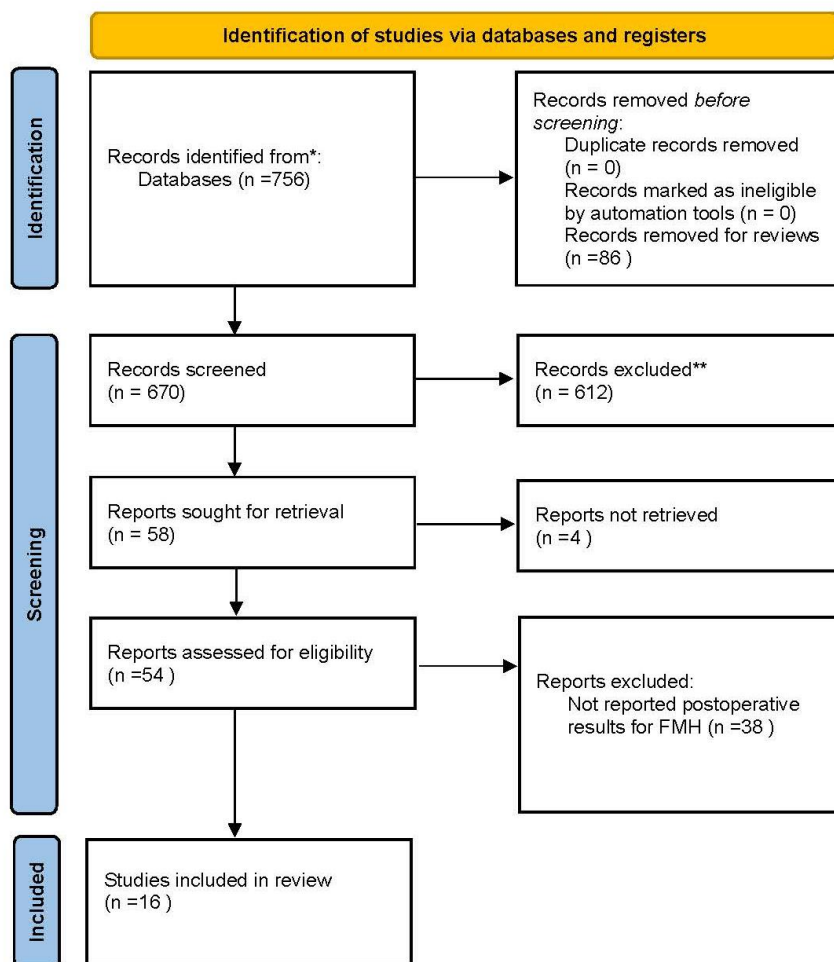 Identification of studies via databases and registers
Identification
Records identified from*:
Databases (n =756)
Records removed before
screening:
Duplicate records removed
(n = 0)
Records marked as ineligible
by automation tools (n = 0)
Records removed for reviews
(n =86 )
Screening
Records screened
(n = 670)
Records excluded**
(n = 612)
Reports sought for retrieval
(n = 58)
Reports not retrieved
(n =4 )
Reports assessed for eligibility
(n =54 )
Reports excluded:
Not reported postoperative
results for FMH (n =38 )
Included
Studies included in review
(n =16 )